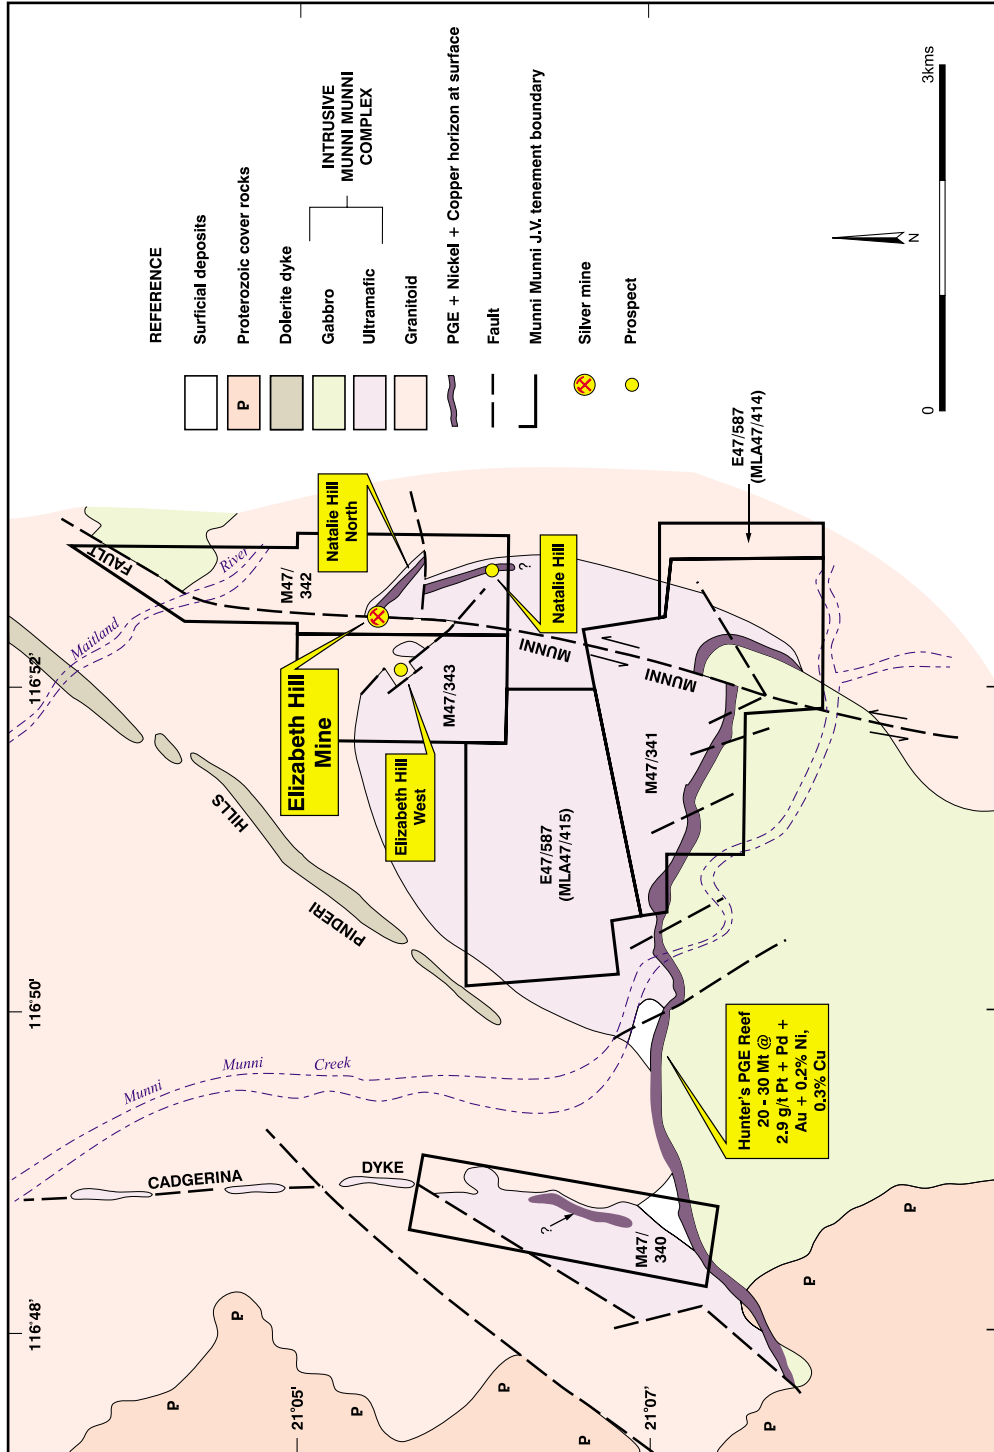 116°48'
116°50'
116°52'
21°05'
21°07'
P
P
P
P
P
P
P
P
CADGERINA
DYKE
Munni
Munni
Creek
PINDERI
HILLS
Maitland
River
FAULT
MUNNI
MUNNI
M47/
340
?
M47/
342
M47/343
M47/341
E47/587
(MLA47/415)
E47/587
(MLA47/414)
?
Elizabeth Hill
Mine
Elizabeth Hill
West
Natalie Hill
North
Natalie Hill
Hunter's PGE Reef
20 - 30 Mt @
2.9 g/t Pt + Pd +
Au + 0.2% Ni,
0.3% Cu
REFERENCE
Surficial deposits
P
Proterozoic cover rocks
Dolerite dyke
Gabbro
Ultramafic
INTRUSIVE
MUNNI MUNNI
COMPLEX
Granitoid
PGE + Nickel + Copper horizon at surface
Fault
Munni Munni J.V. tenement boundary
Silver mine
Prospect
N
0
3kms